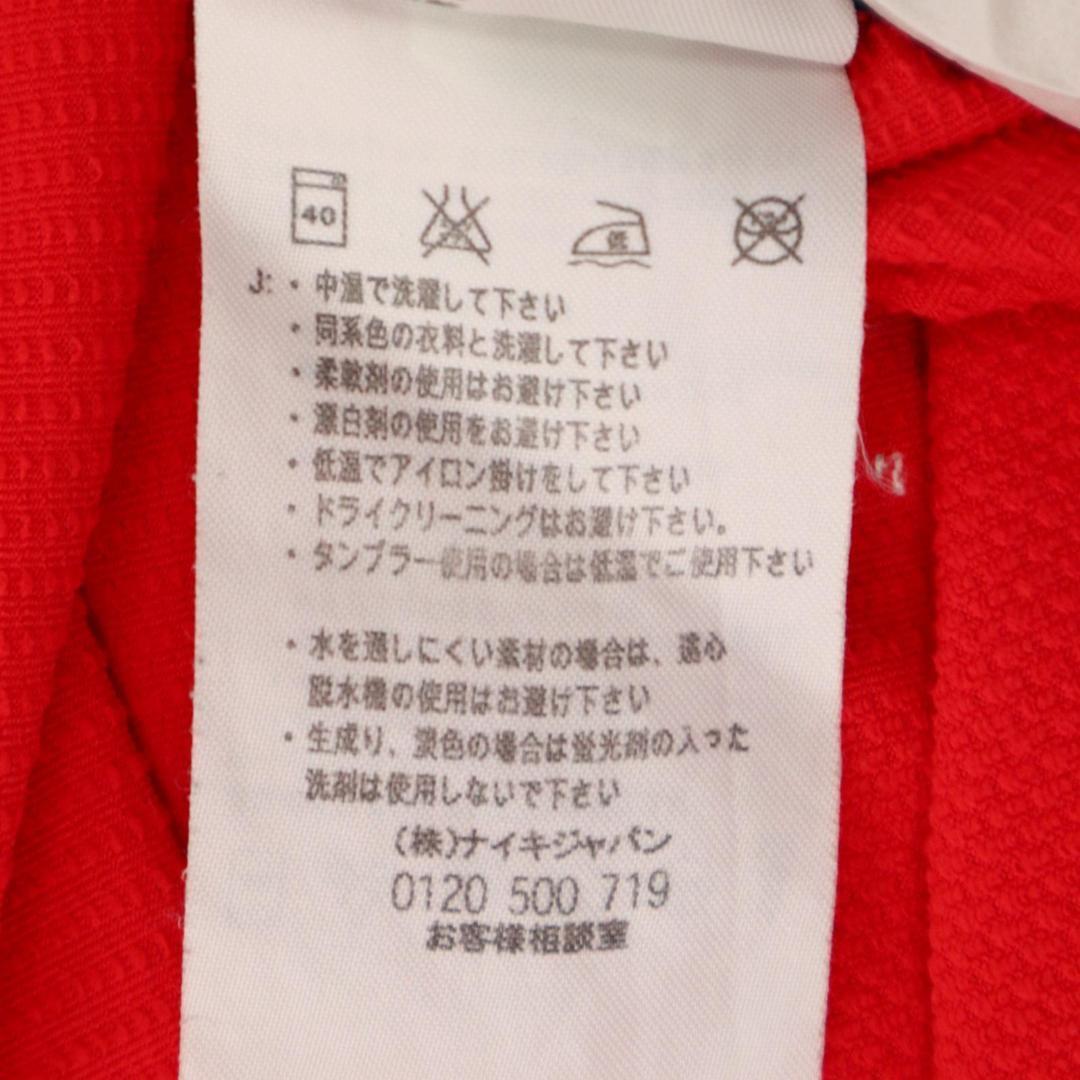 40
低
J: ・中温で洗濯して下さい
・同系色の衣料と洗濯して下さい
・柔軟剤の使用はお避け下さい
・漂白剤の使用をお避け下さい
・低温でアイロン掛けをして下さい
・ドライクリーニングはお避け下さい。
・タンブラー使用の場合は低温でご使用下さい
・水を通しにくい素材の場合は、遠心
脱水機の使用はお避け下さい
・生成り、淡色の場合は蛍光剤の入った
洗剤は使用しないで下さい
(株)ナイキジャパン
0120 500 719
お客様相談室